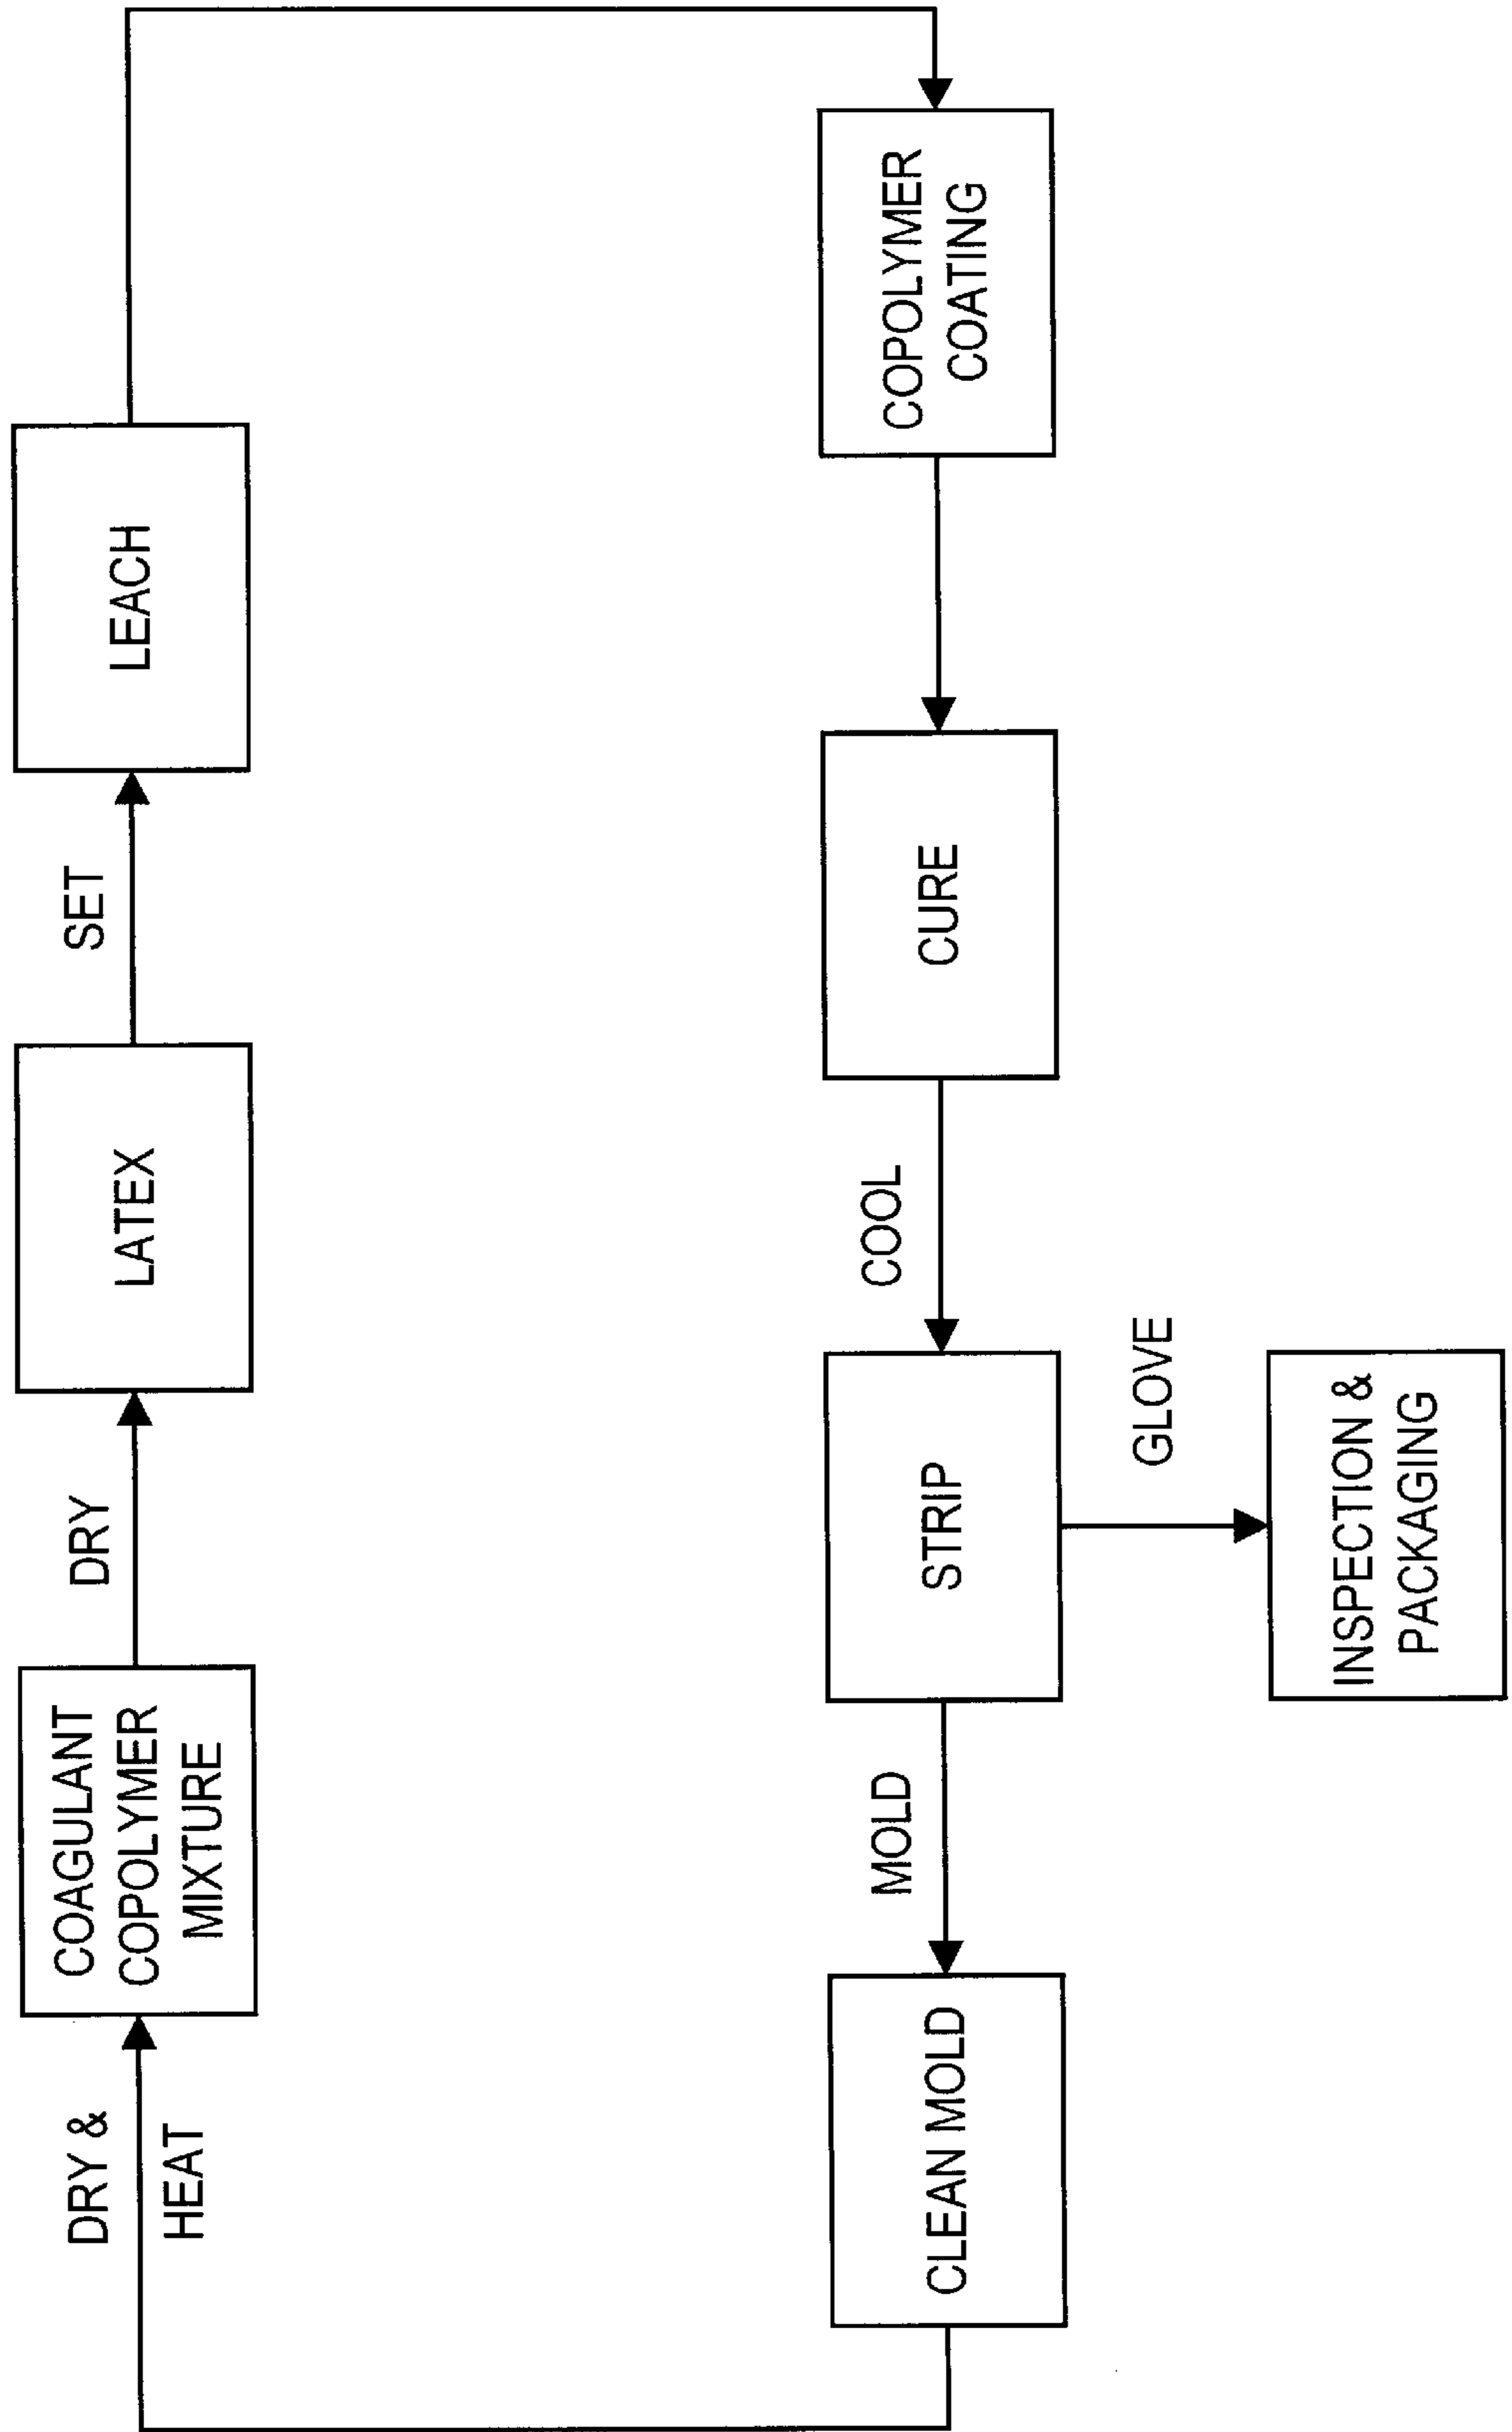 DRY &
HEAT
COAGULANT
COPOLYMER
MIXTURE
DRY
LATEX
SET
LEACH
CLEAN MOLD
MOLD
STRIP
COOL
CURE
COPOLYMER
COATING
GLOVE
INSPECTION &
PACKAGING